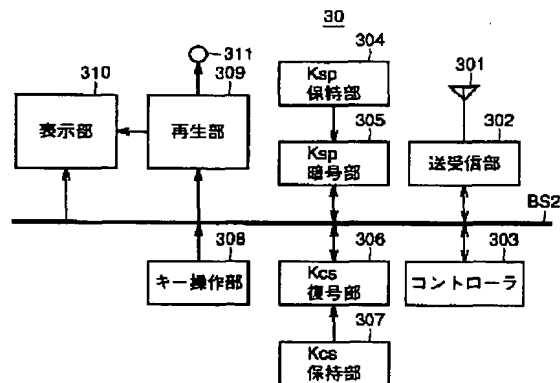 30
311
310
309
304
301
Ksp
保持部
表示部
再生部
305
302
Ksp
暗号部
送受信部
BS2
308
306
303
キー操作部
Kcs
復号部
コントローラ
307
Kcs
保持部